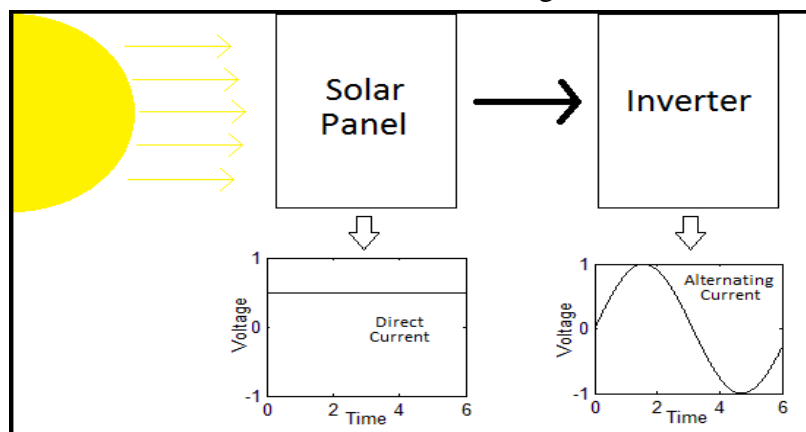 Solar
Panel
Inverter
1
0
-1
Voltage
Direct
Current
0 2 4 6
Time
1
0
-1
Voltage
Alternating
Current
0 2 4 6
Time